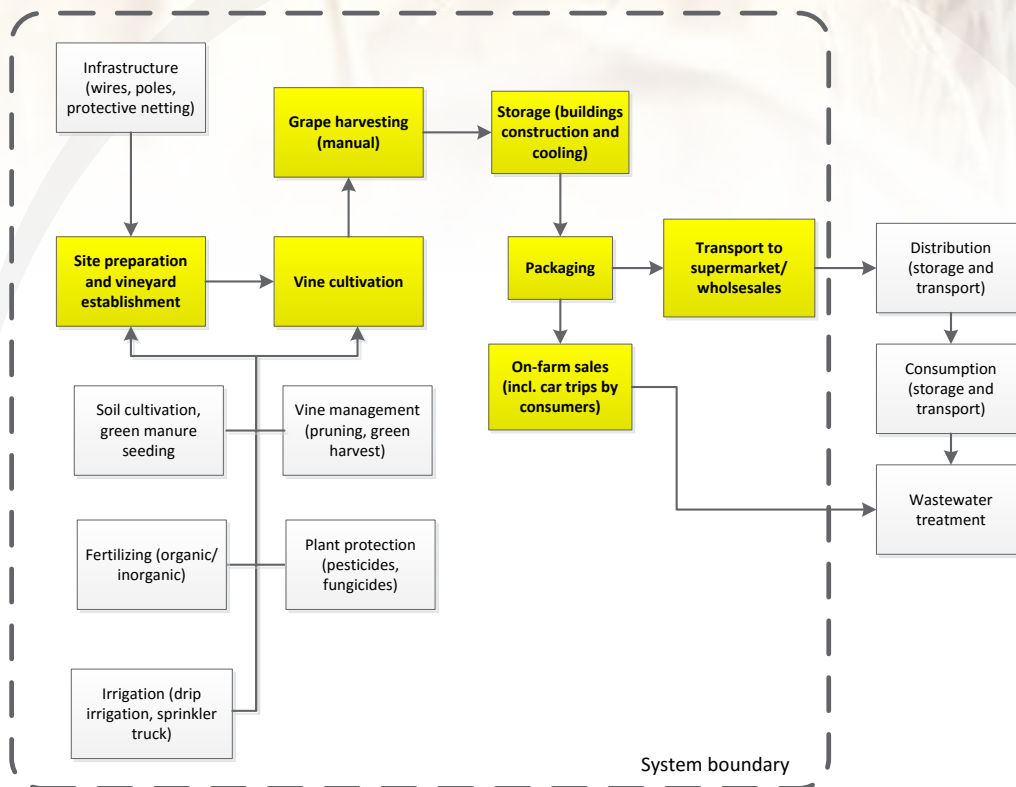 Infrastructure
(wires, poles,
protective netting)
Grape harvesting
(manual)
Storage (buildings
construction and
cooling)
Site preparation
and vineyard
establishment
Vine cultivation
Packaging
Transport to
supermarket/
wholsesales
Distribution
(storage and
transport)
On-farm sales
(incl. car trips by
consumers)
Consumption
(storage and
transport)
Soil cultivation,
green manure
seeding
Vine management
(pruning, green
harvest)
Wastewater
treatment
Fertilizing (organic/
inorganic)
Plant protection
(pesticides,
fungicides)
Irrigation (drip
irrigation, sprinkler
truck)
System boundary